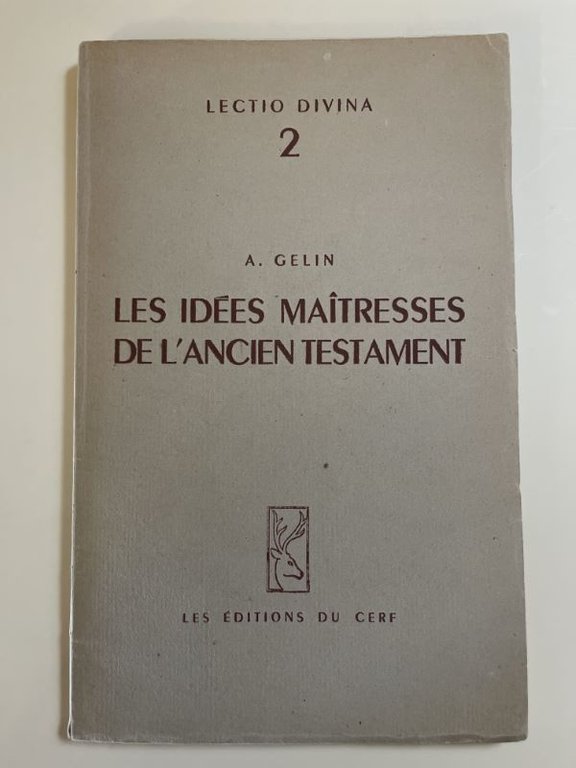 LECTIO DIVINA
2
A. GELIN
LES IDÉES MAÎTRESSES
DE L'ANCIEN TESTAMENT
LES ÉDITIONS DU CERF